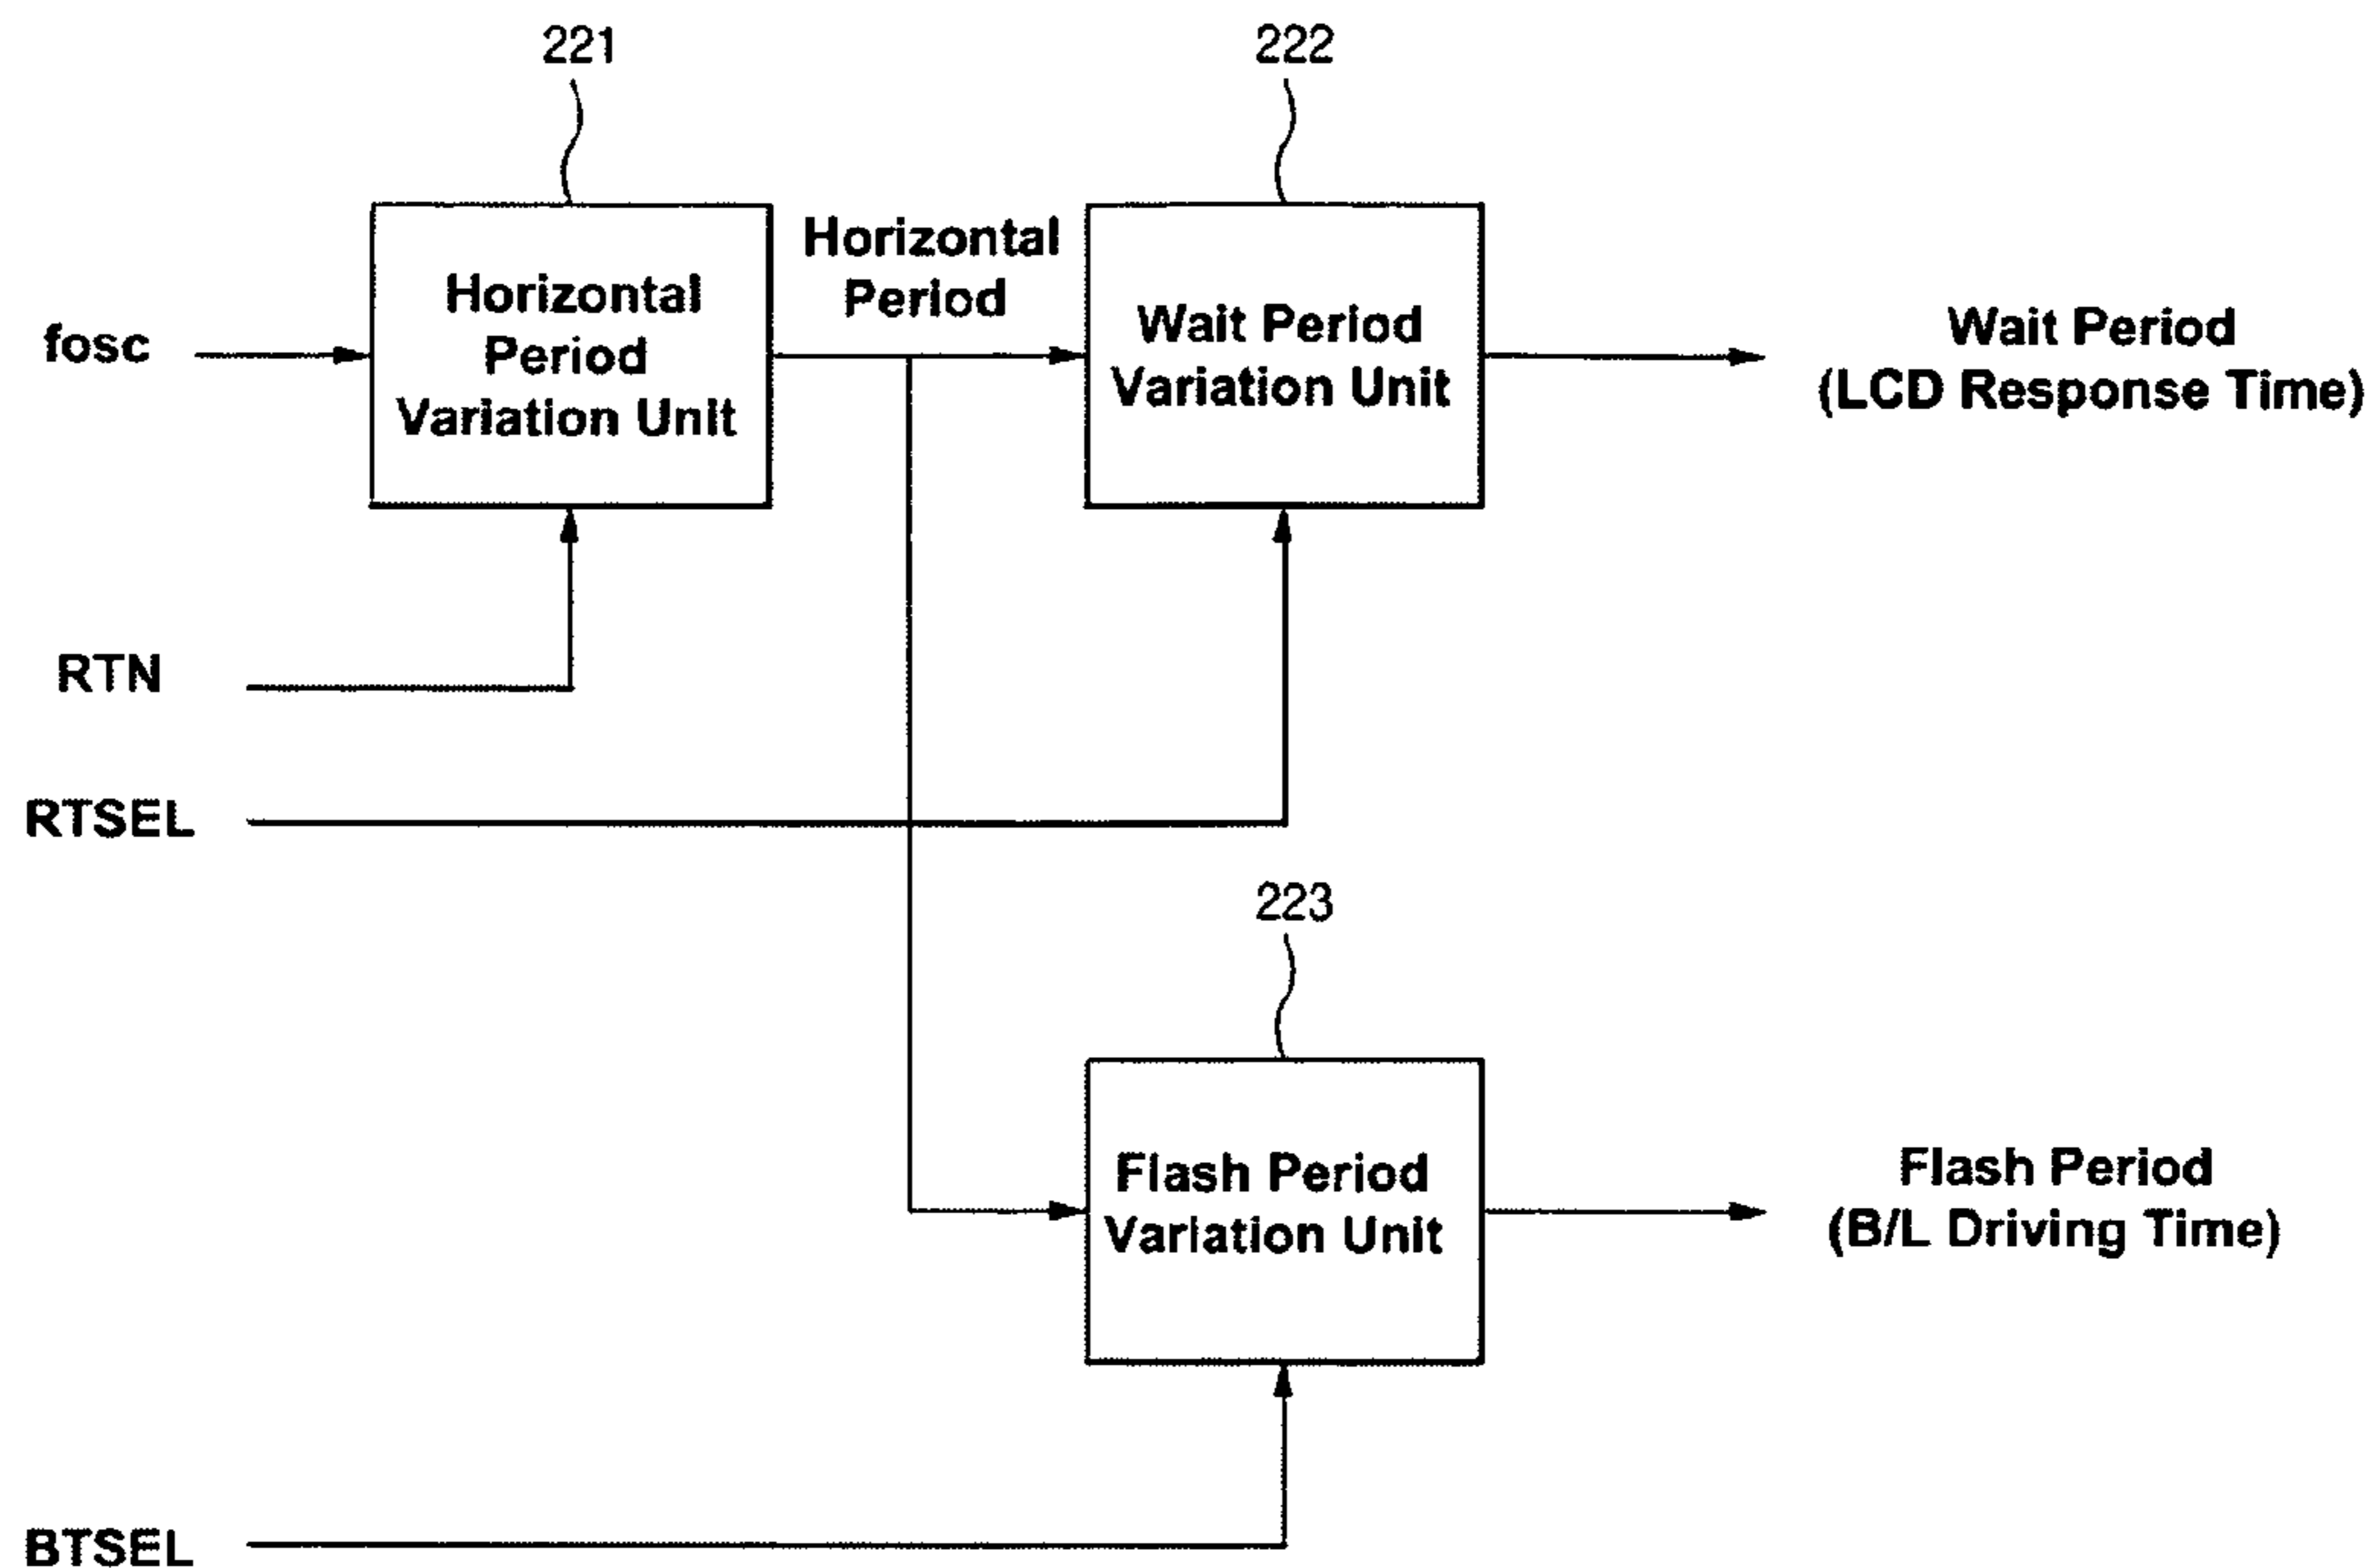 221
222
Horizontal
Period
Horizontal
Period
Variation Unit
Wait Period
Variation Unit
fosc
Wait Period
(LCD Response Time)
RTN
RTSEL
223
Flash Period
Variation Unit
Flash Period
(B/L Driving Time)
BTSEL